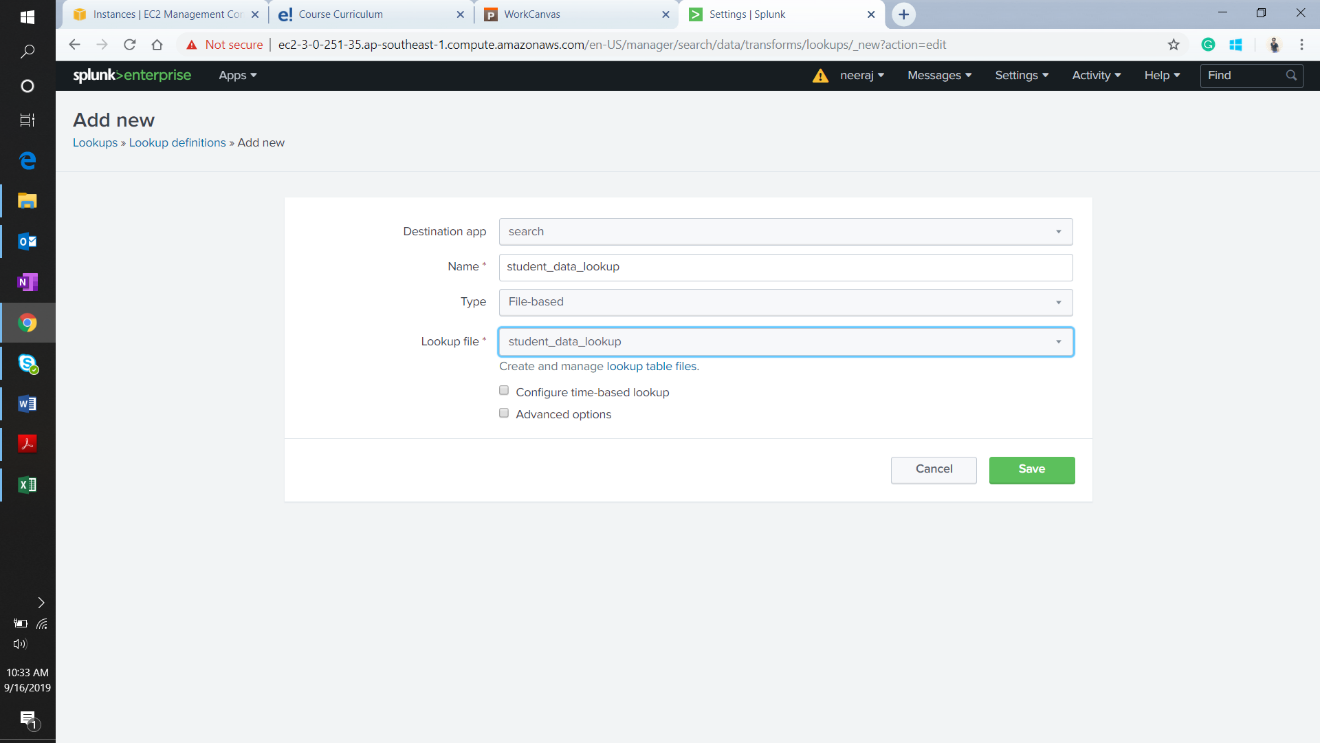 Instances | EC2 Management Con
Course Curriculum
WorkCanvas
Settings | Splunk
Not secure | ec2-3-0-251-35.ap-southeast-1.compute.amazonaws.com/en-US/manager/search/data/transforms/lookups/_new?action=edit
splunk>enterprise Apps neeraj Messages Settings Activity Help Find
Add new
Lookups » Lookup definitions » Add new
Destination app search
Name * student_data_lookup
Type File-based
Lookup file * student_data_lookup
Create and manage lookup table files.
Configure time-based lookup
Advanced options
Cancel Save
10:33 AM
9/16/2019
1